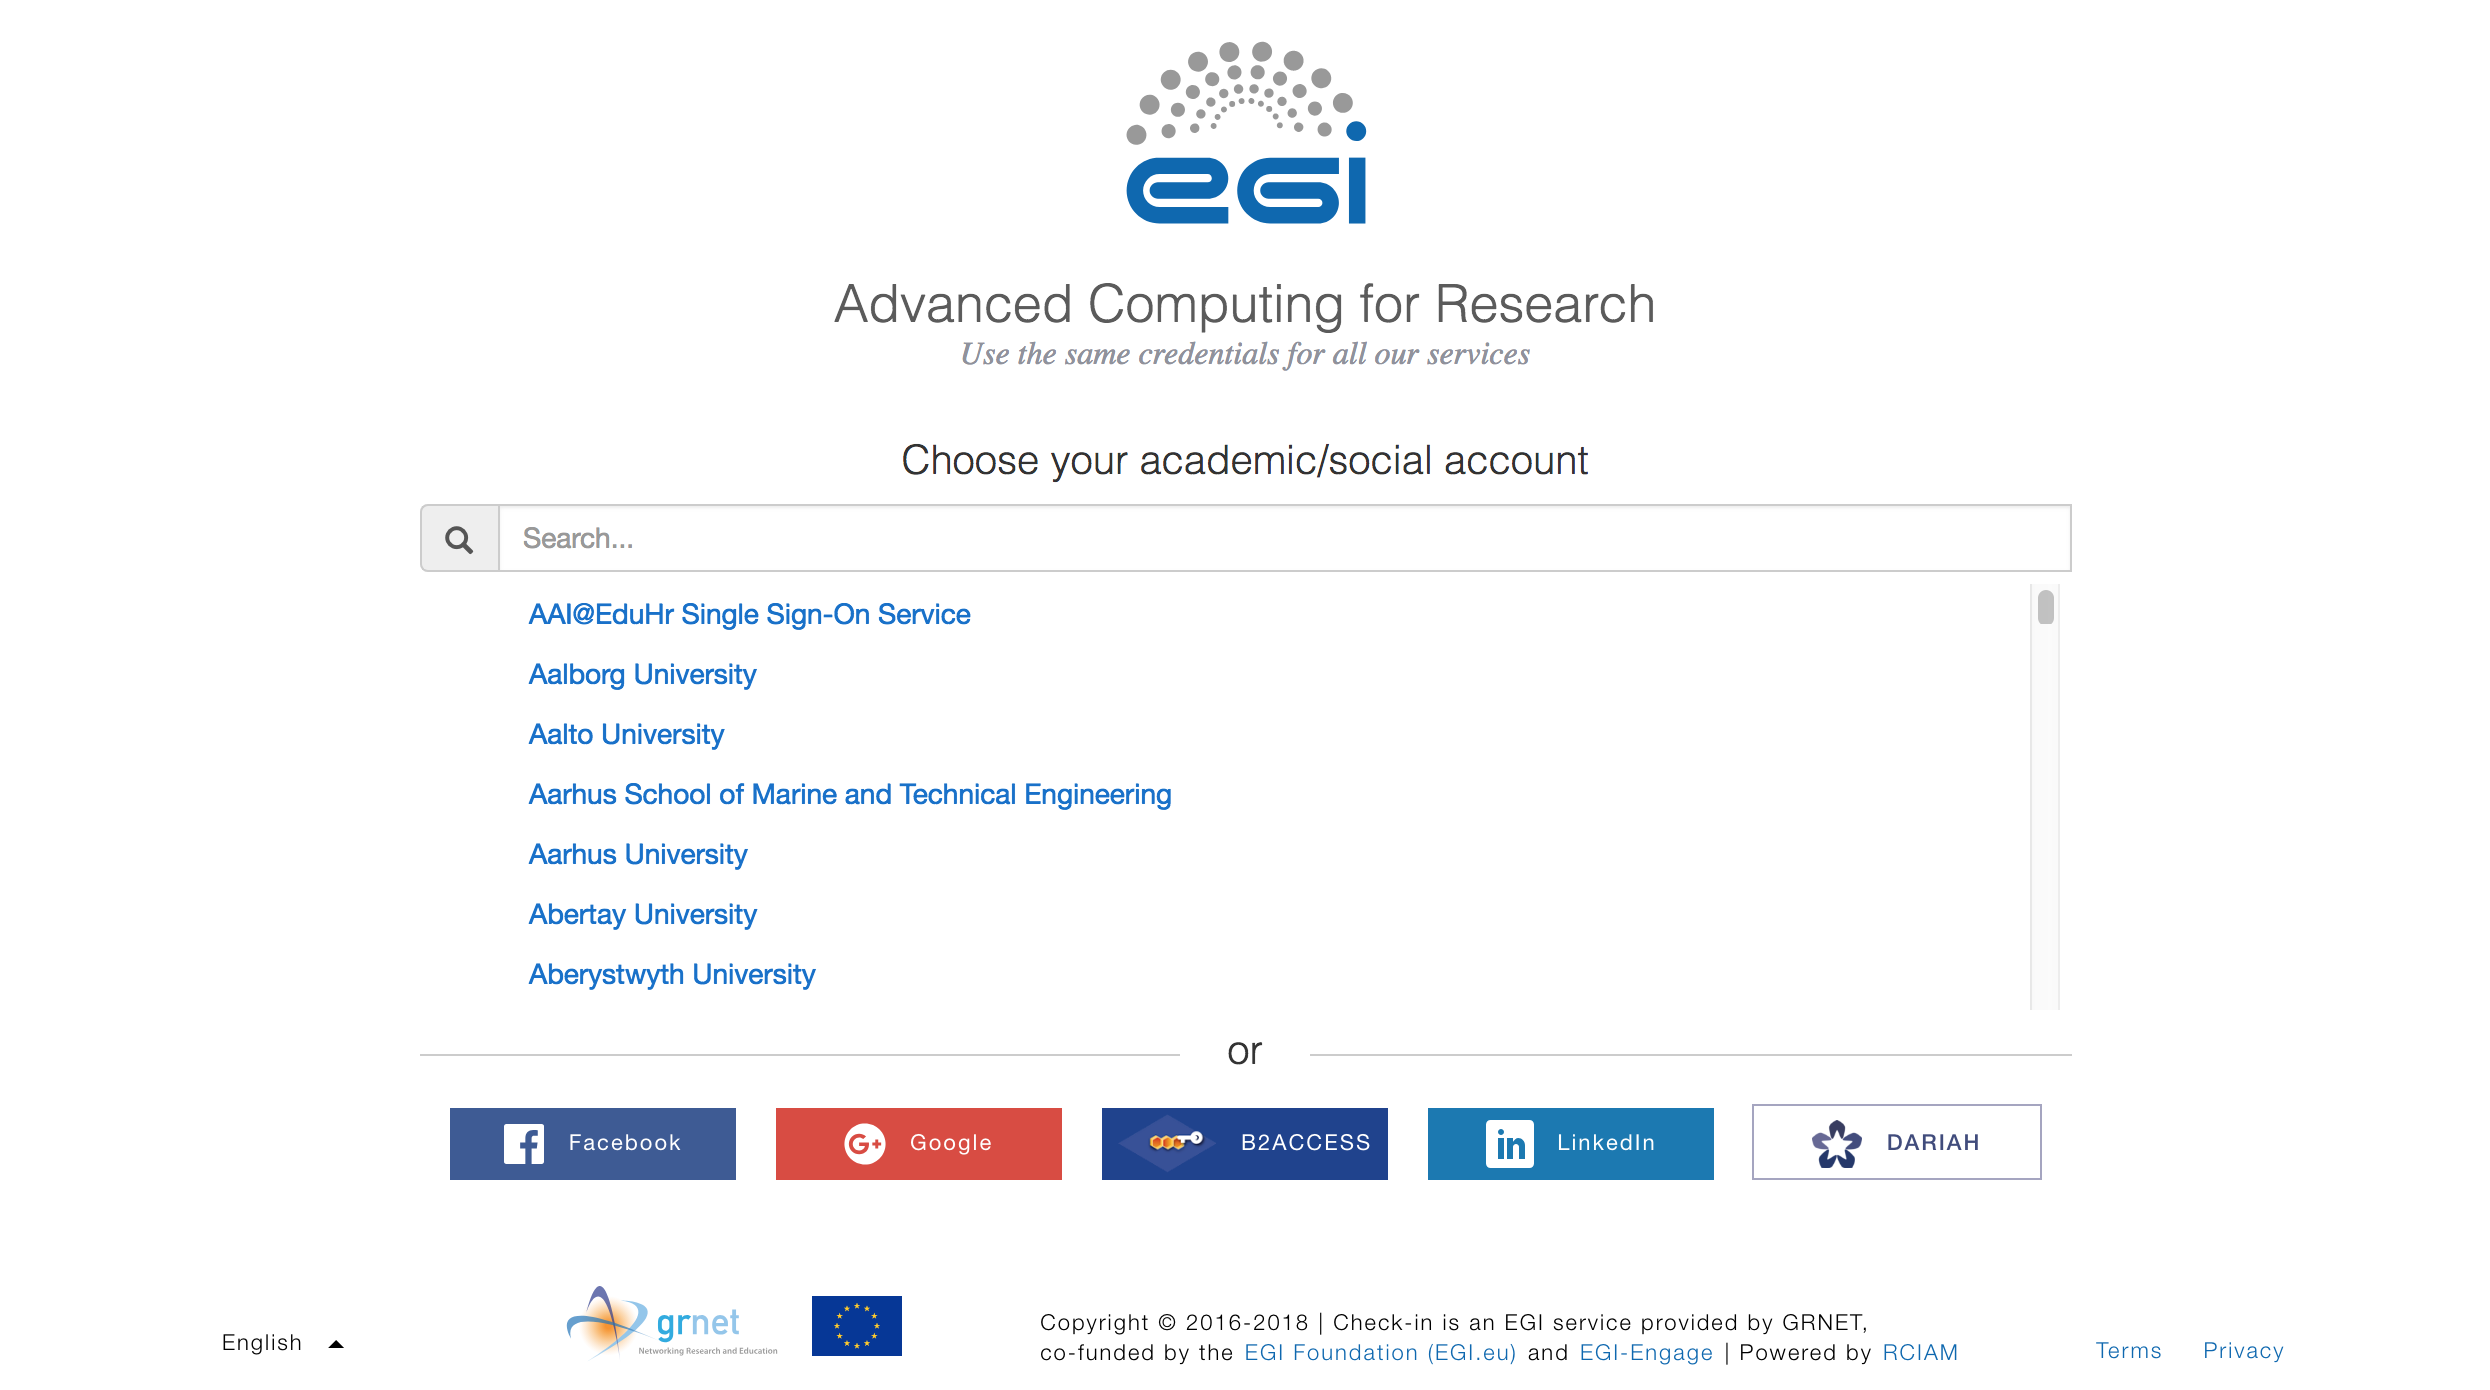 egi
Advanced Computing for Research
Use the same credentials for all our services
Choose your academic/social account
Search...
AAI@EduHr Single Sign-On Service
Aalborg University
Aalto University
Aarhus School of Marine and Technical Engineering
Aarhus University
Abertay University
Aberystwyth University
or
Facebook
G+ Google
B2ACCESS
in LinkedIn
DARIAH
English
grnet
Networking Research and Education
Copyright © 2016-2018 | Check-in is an EGI service provided by GRNET,
co-funded by the EGI Foundation (EGI.eu) and EGI-Engage | Powered by RCIAM
Terms Privacy